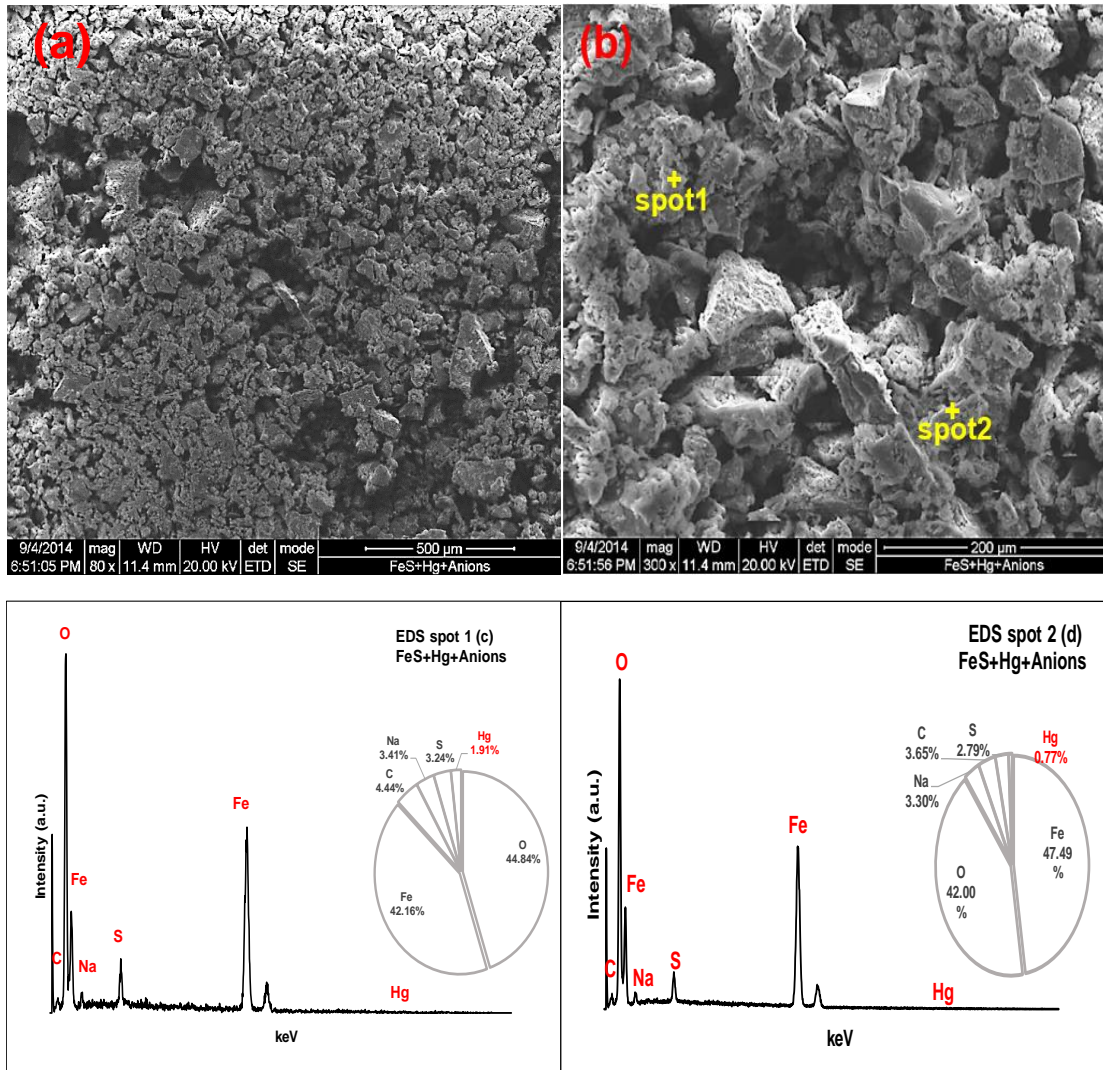 (a)
9/4/2014 mag WD HV det mode 500 µm
6:51:05 PM 80 x 11.4 mm 20.00 kV ETD SE FeS+Hg+Anions
(b)
spot1
spot2
9/4/2014 mag WD HV det mode 200 µm
6:51:56 PM 300 x 11.4 mm 20.00 kV ETD SE FeS+Hg+Anions
EDS spot 1 (c)
FeS+Hg+Anions
O
Fe
C
Na
S
Fe
Hg
Intensity (a.u.)
keV
Na
3.41%
S
3.24%
Hg
1.91%
C
4.44%
O
44.84%
Fe
42.16%
EDS spot 2 (d)
FeS+Hg+Anions
O
Fe
C
Na
S
Fe
Hg
Intensity (a.u.)
keV
C
3.65%
S
2.79%
Hg
0.77%
Na
3.30%
Fe
47.49
%
O
42.00
%